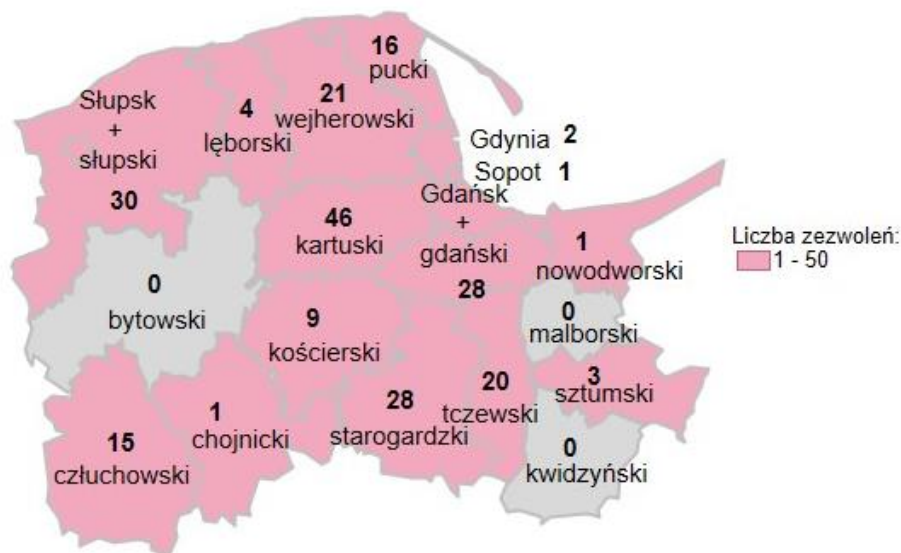 16
pucki
Słupsk
+
słupski
30
4
lęborski
21
wejherowski
Gdynia 2
Sopot 1
46
kartuski
Gdańsk
+
gdański
28
1
nowodworski
Liczba zezwoleń:
1 - 50
0
bytowski
9
kościerski
0
malborski
3
sztumski
20
tczewski
28
starogardzki
1
chojnicki
15
człuchowski
0
kwidzyński